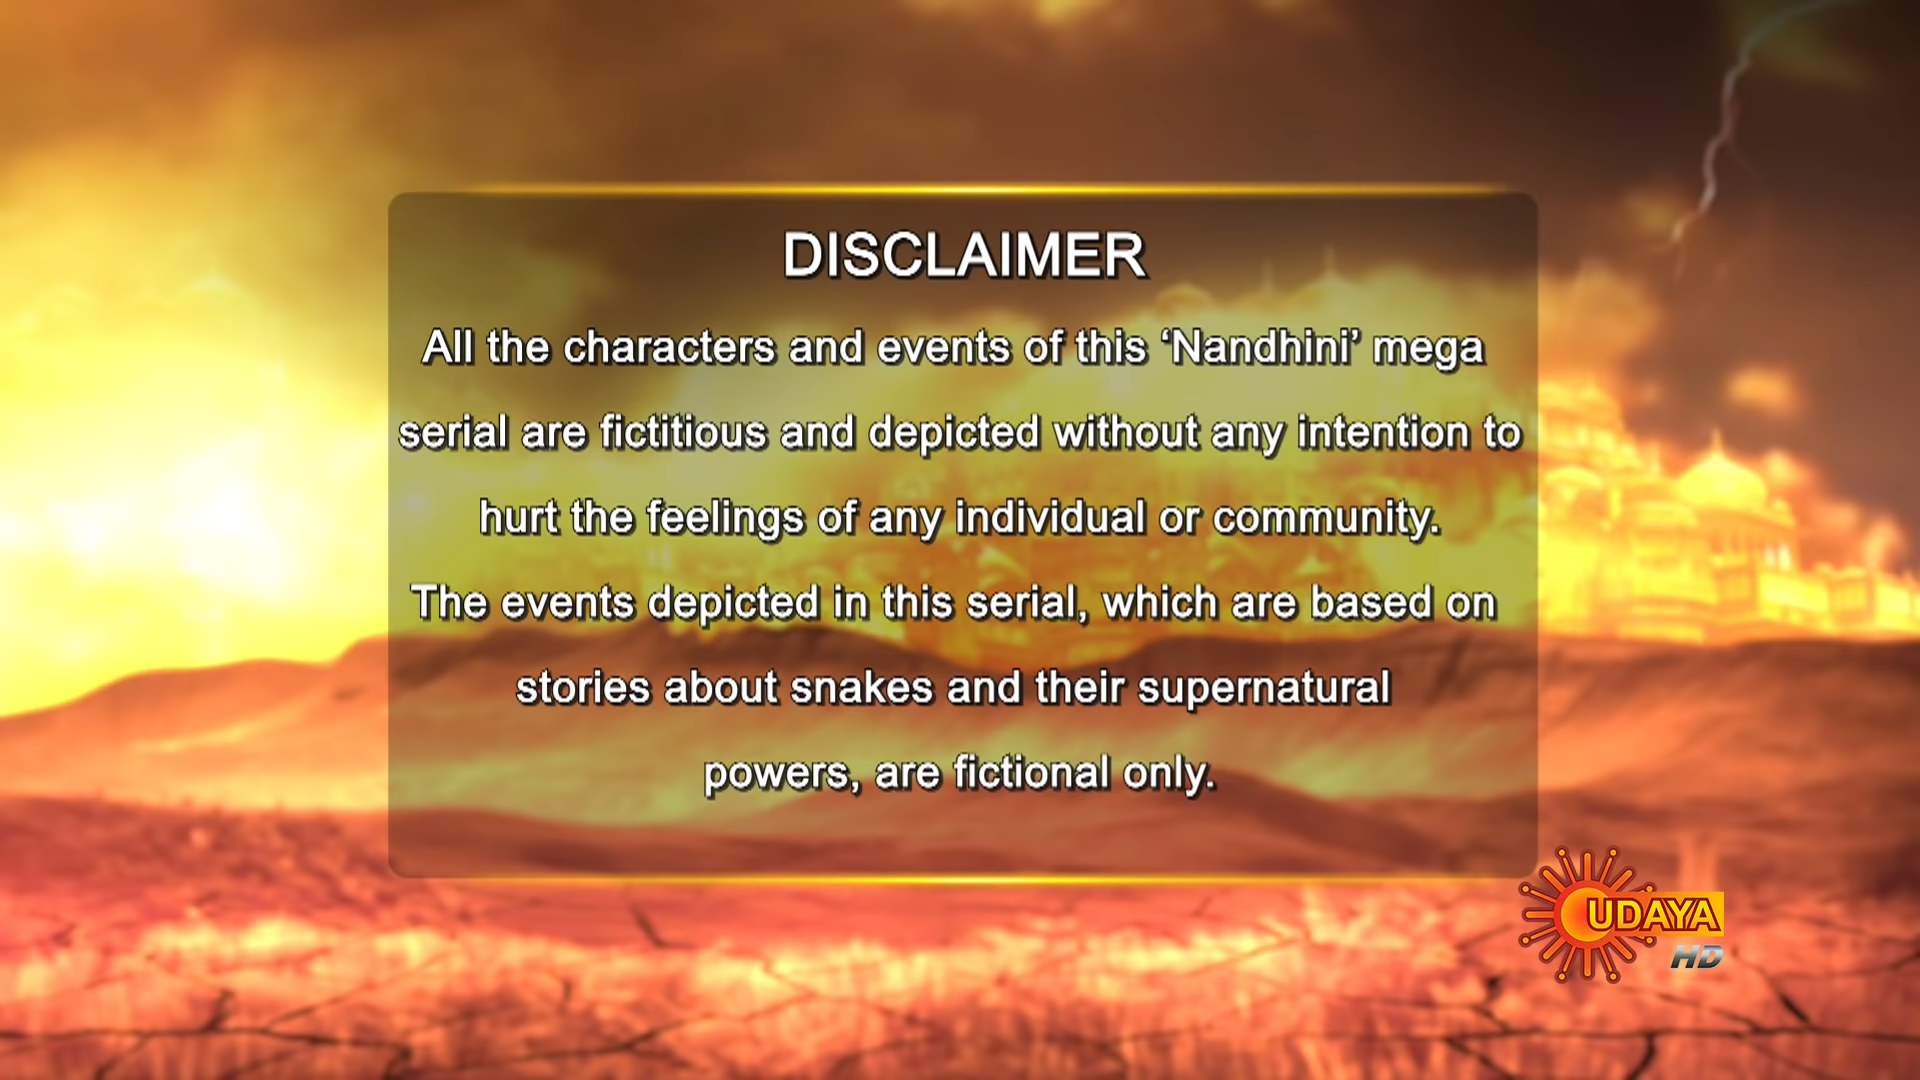 DISCLAIMER
All the characters and events of this ‘Nandhini’ mega
serial are fictitious and depicted without any intention to
hurt the feelings of any individual or community.
The events depicted in this serial, which are based on
stories about snakes and their supernatural
powers, are fictional only.
UDAYA
HD